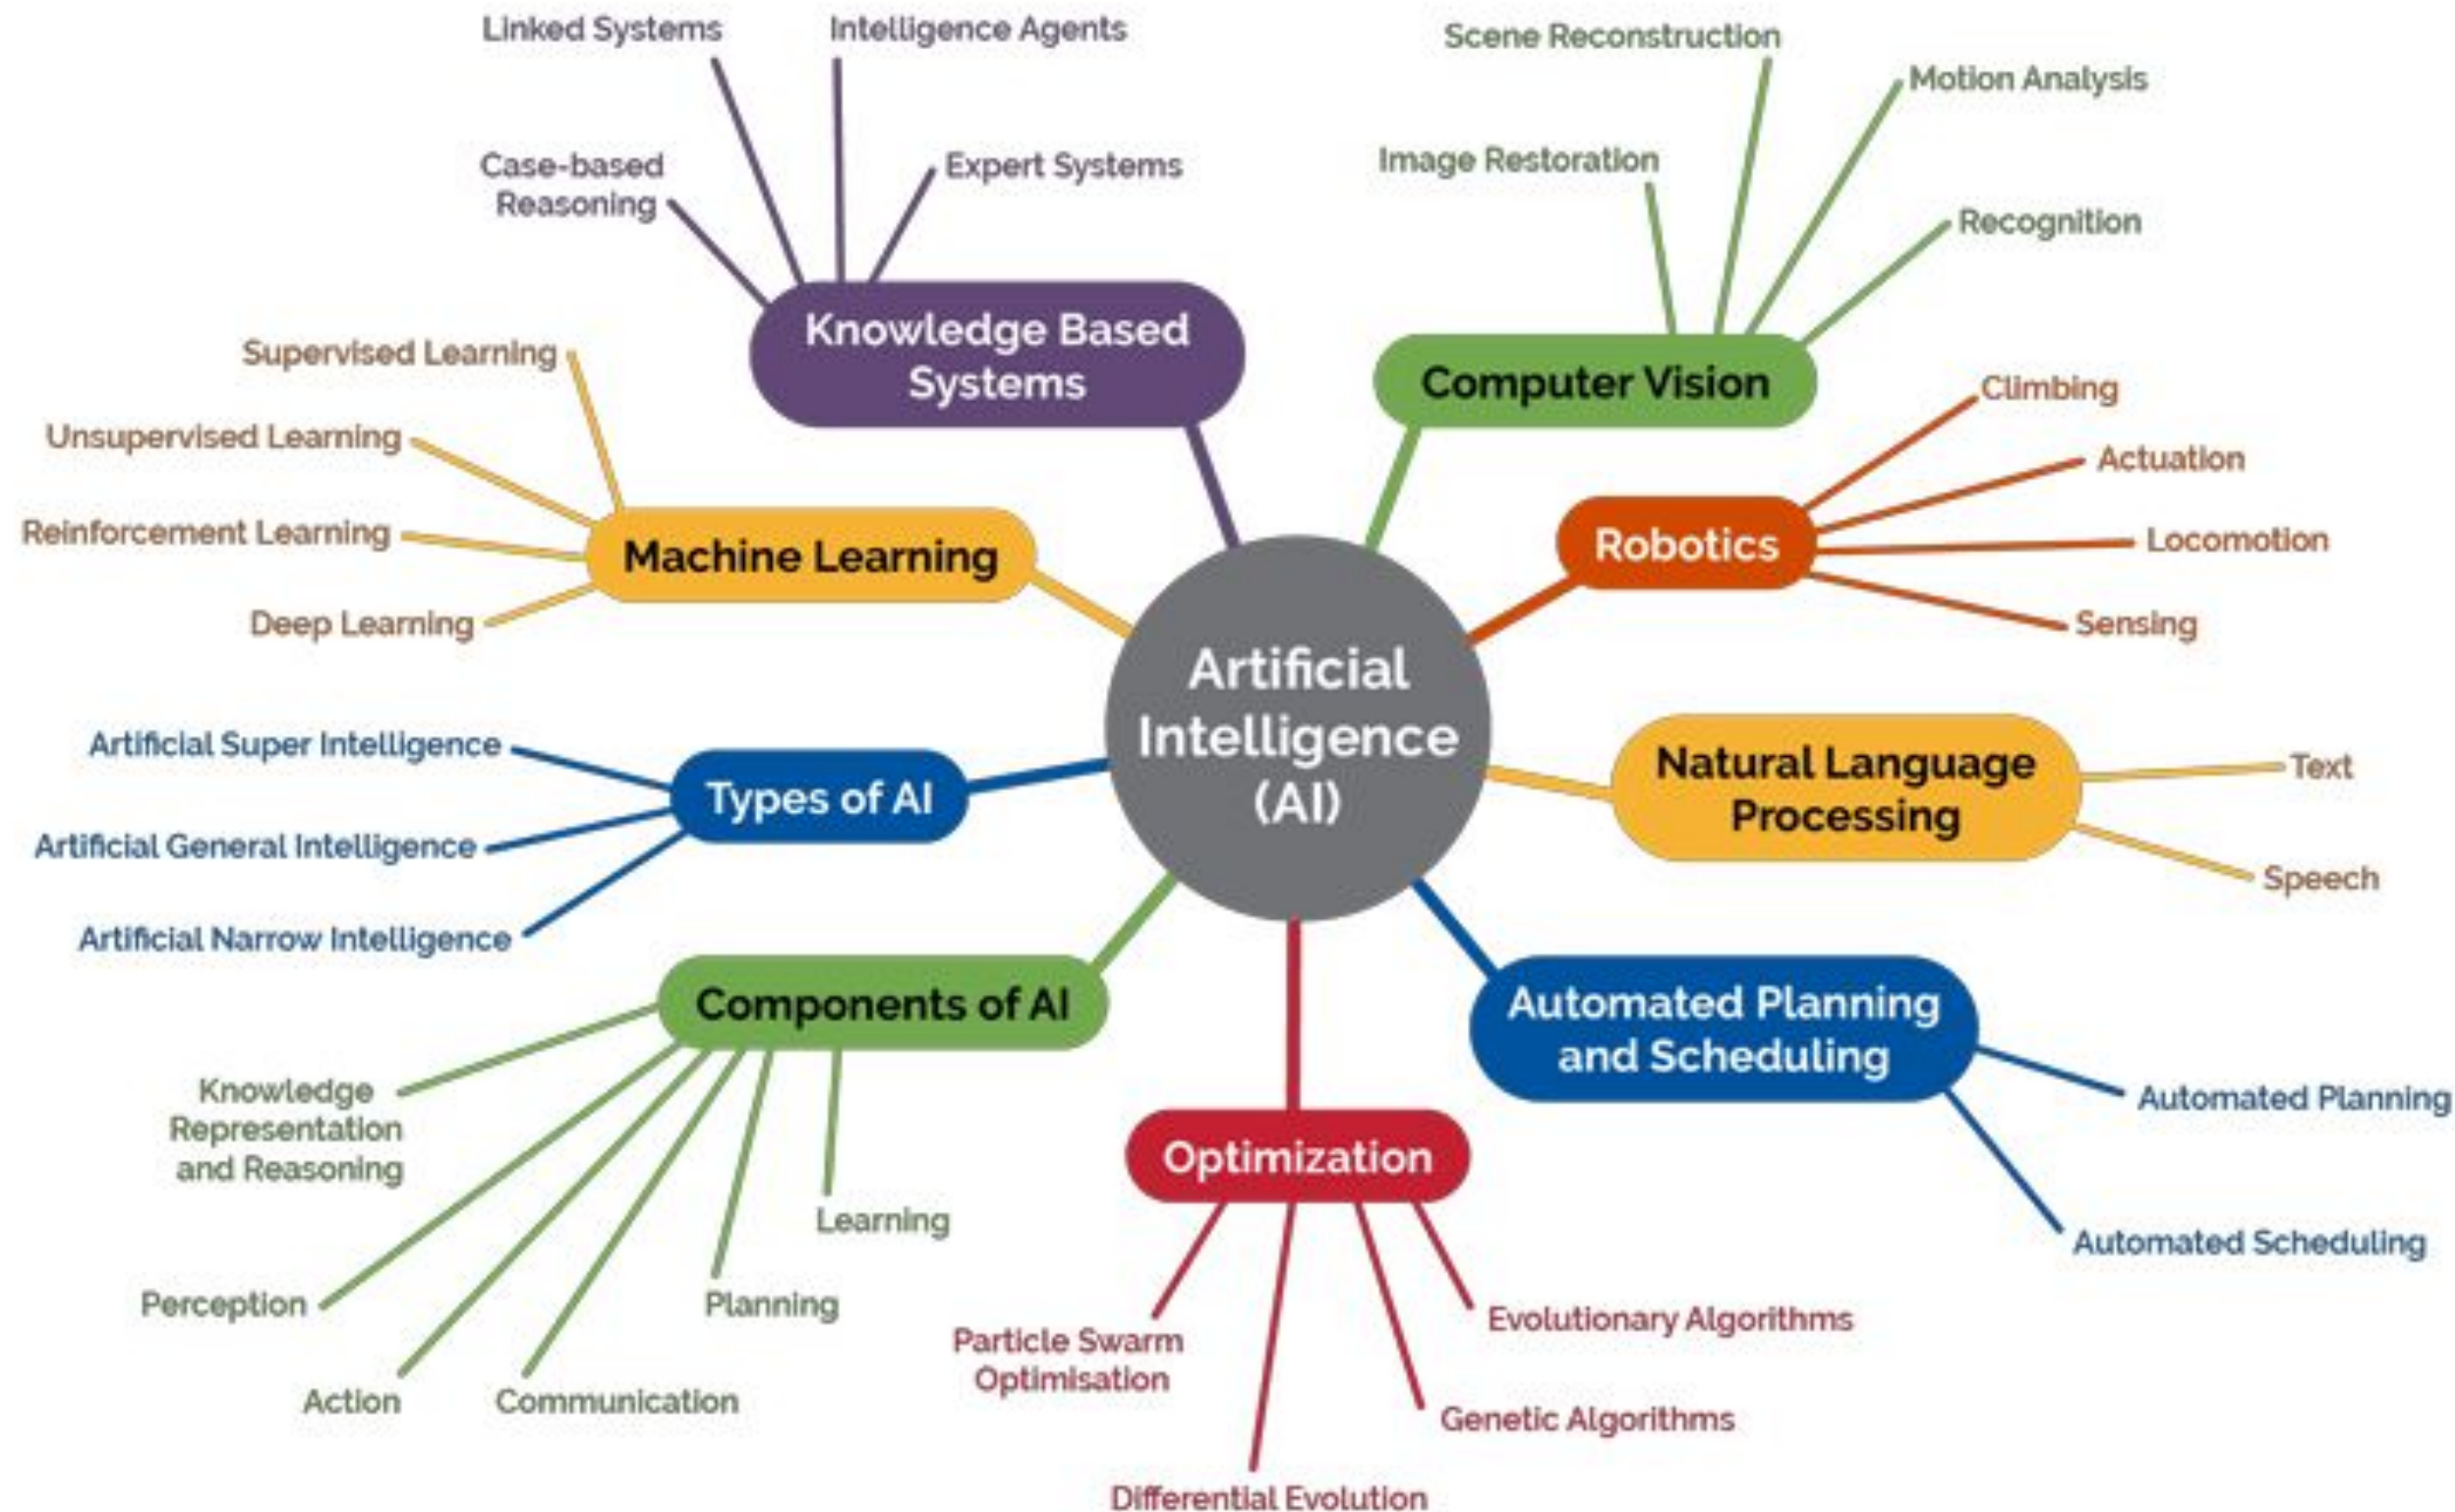 Linked Systems
Intelligence Agents
Case-based
Reasoning
Expert Systems
Knowledge Based
Systems
Scene Reconstruction
Motion Analysis
Image Restoration
Recognition
Computer Vision
Supervised Learning
Unsupervised Learning
Reinforcement Learning
Deep Learning
Machine Learning
Climbing
Actuation
Locomotion
Sensing
Robotics
Artificial
Intelligence
(AI)
Artificial Super Intelligence
Artificial General Intelligence
Artificial Narrow Intelligence
Types of AI
Natural Language
Processing
Text
Speech
Components of AI
Knowledge
Representation
and Reasoning
Perception
Action
Communication
Planning
Learning
Optimization
Particle Swarm
Optimisation
Differential Evolution
Genetic Algorithms
Evolutionary Algorithms
Automated Planning
and Scheduling
Automated Planning
Automated Scheduling